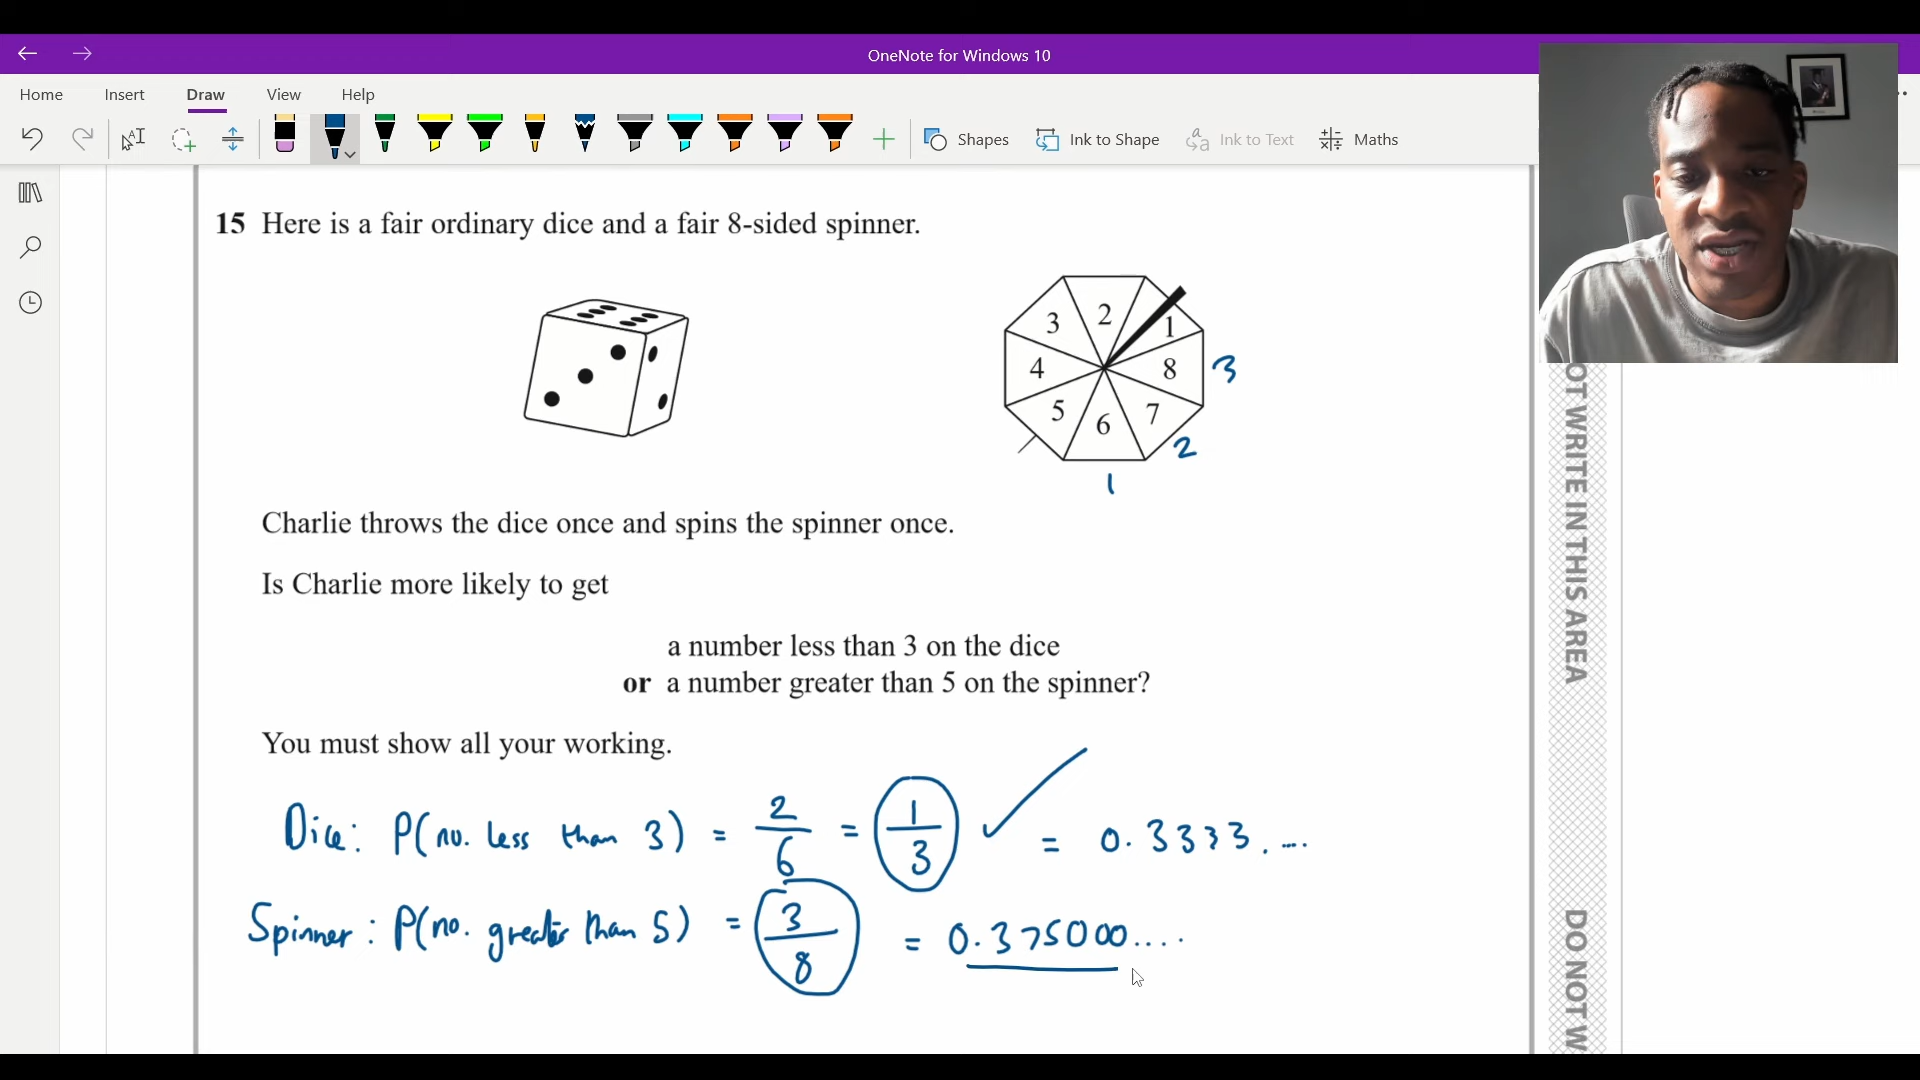 OneNote for Windows 10
Home Insert Draw View Help
Shapes Ink to Shape Ink to Text Maths
15 Here is a fair ordinary dice and a fair 8-sided spinner.
3 2 1
4 8 3
5 6 7 2
1
Charlie throws the dice once and spins the spinner once.
Is Charlie more likely to get
a number less than 3 on the dice
or a number greater than 5 on the spinner?
You must show all your working.
Dice: P(no. less than 3) = 2/6 = 1/3 ✓ = 0.3333....
Spinner: P(no. greater than 5) = 3/8 = 0.375000....
OT WRITE IN THIS AREA
DO NOT W